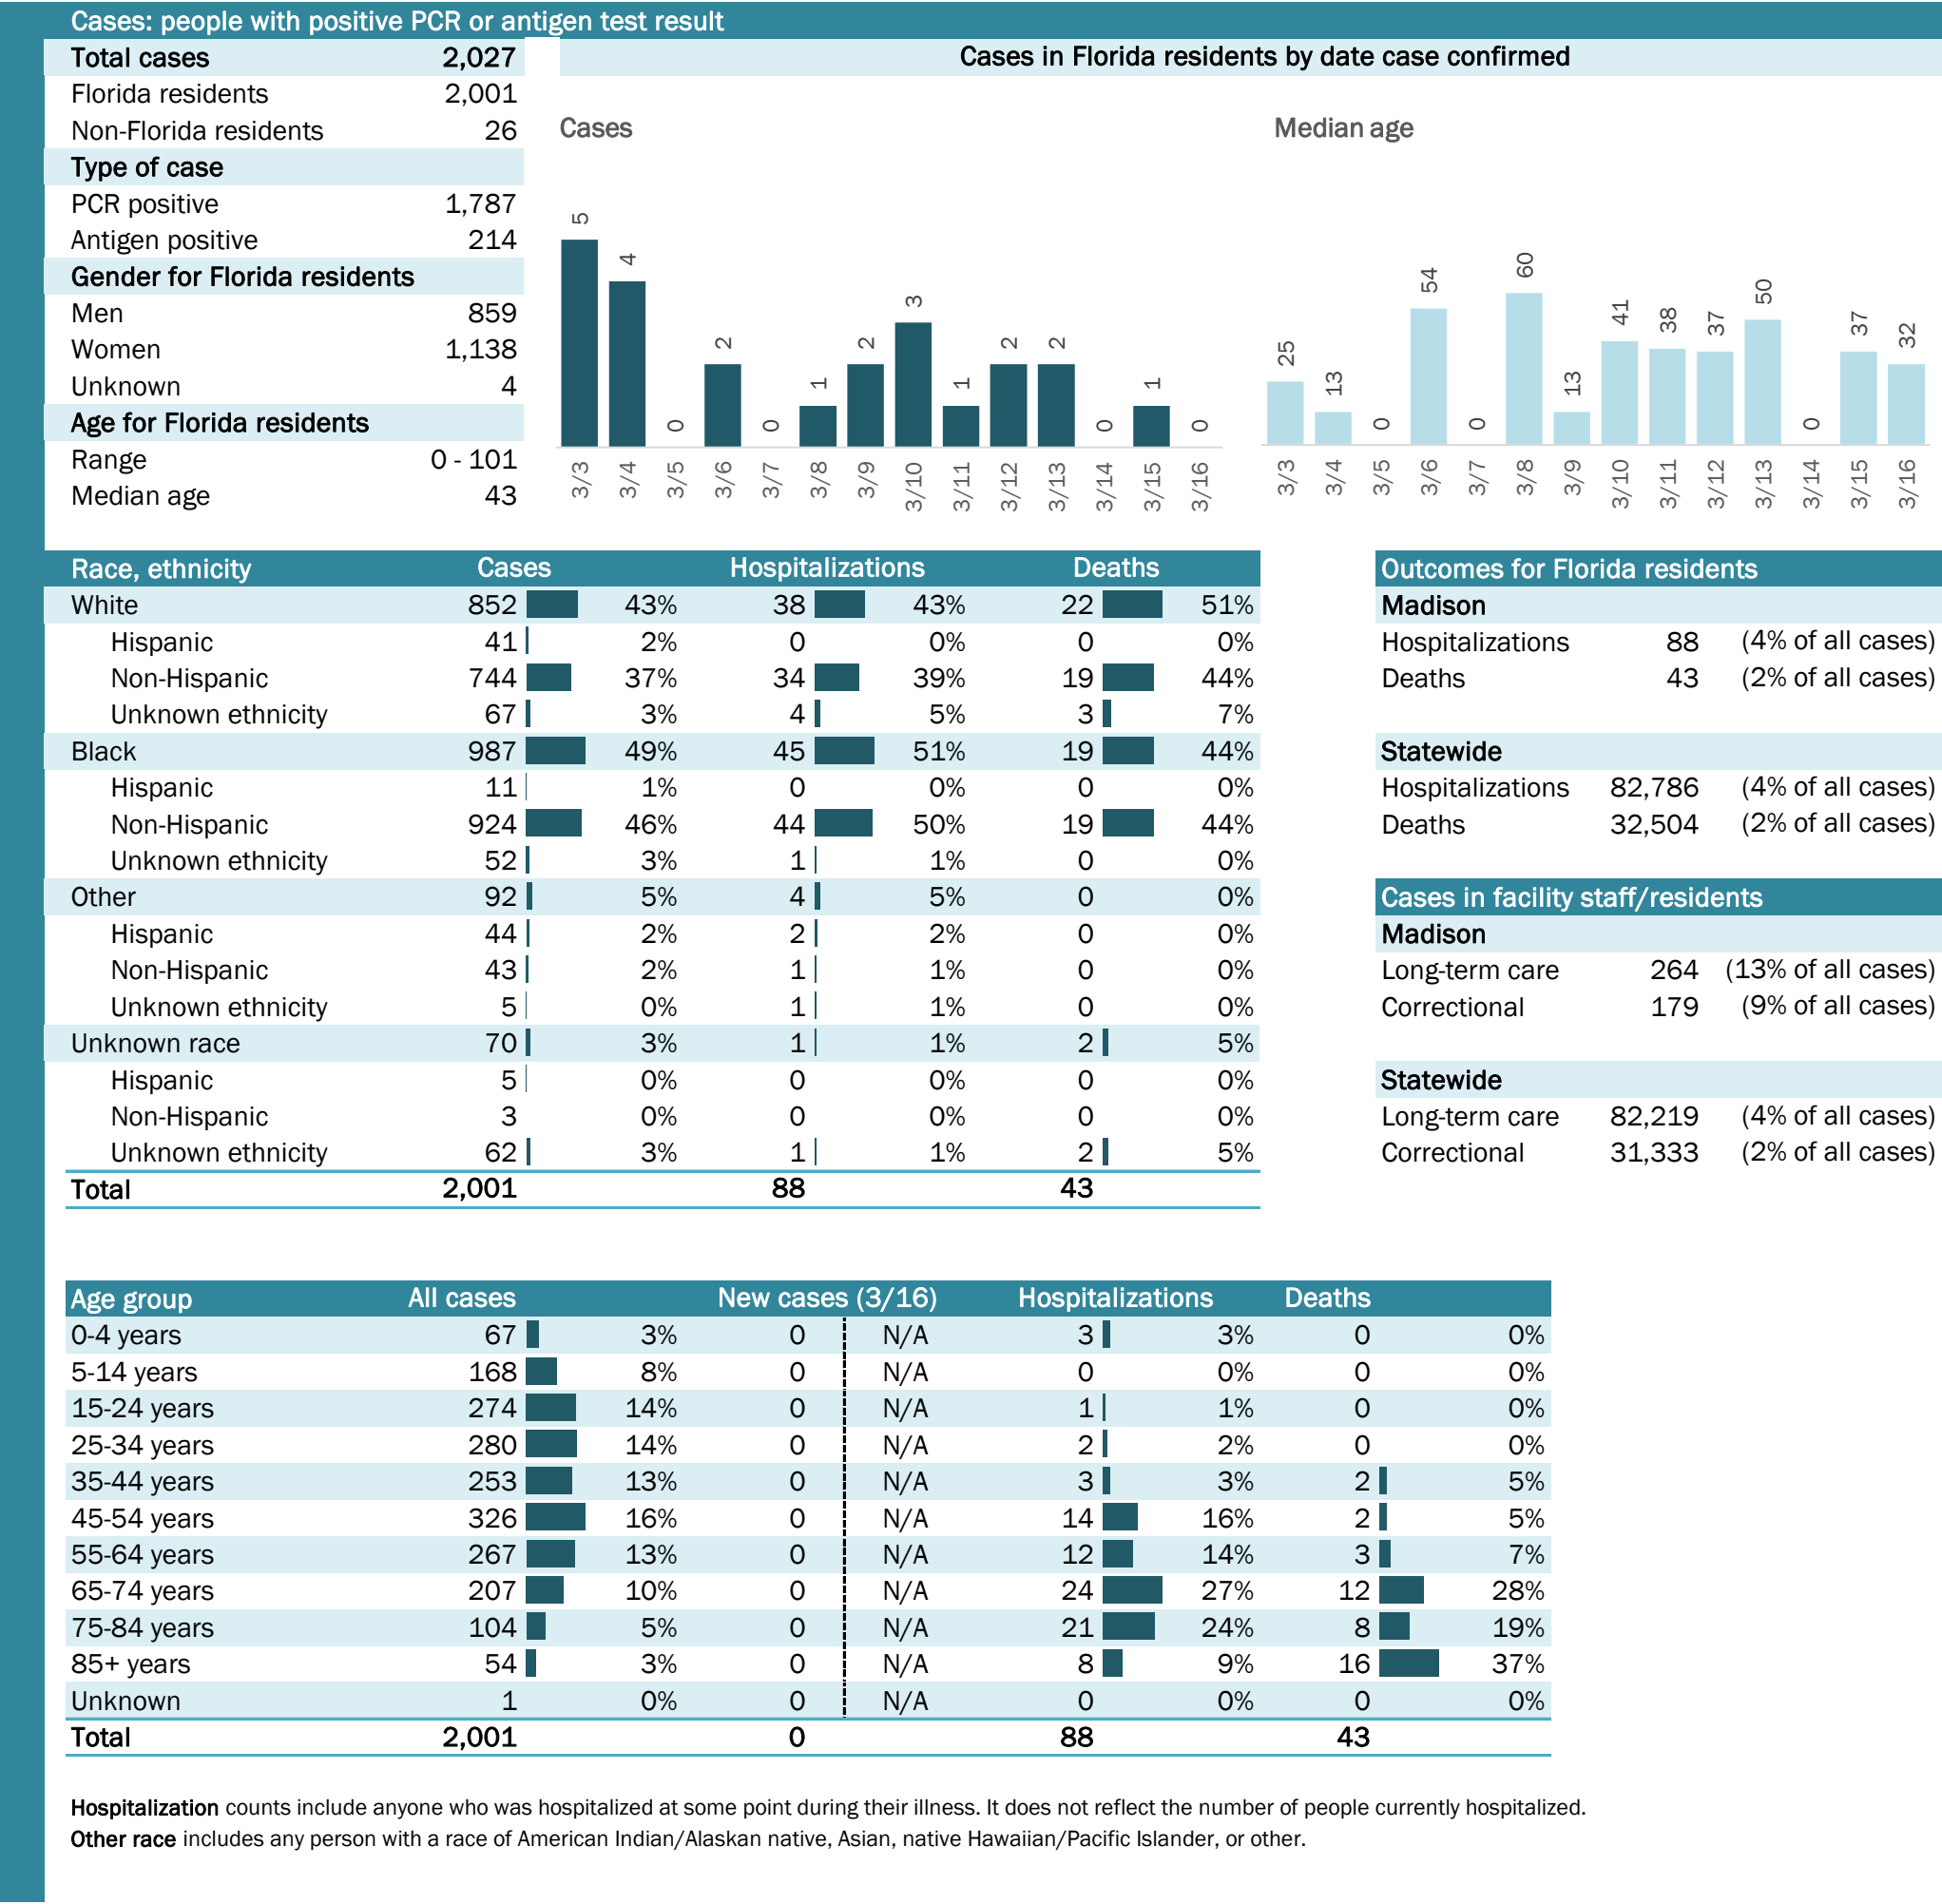 Cases: people with positive PCR or antigen test result
Total cases 2,027
Florida residents 2,001
Non-Florida residents 26
Type of case
PCR positive 1,787
Antigen positive 214
Gender for Florida residents
Men 859
Women 1,138
Unknown 4
Age for Florida residents
Range 0 - 101
Median age 43
Cases in Florida residents by date case confirmed
Cases
5 4 0 2 0 1 2 3 1 2 2 0 1 0
3/3 3/4 3/5 3/6 3/7 3/8 3/9 3/10 3/11 3/12 3/13 3/14 3/15 3/16
Median age
25 13 0 54 0 60 13 41 38 37 50 0 37 32
3/3 3/4 3/5 3/6 3/7 3/8 3/9 3/10 3/11 3/12 3/13 3/14 3/15 3/16
Race, ethnicity Cases Hospitalizations Deaths
White 852 43% 38 43% 22 51%
Hispanic 41 2% 0 0% 0 0%
Non-Hispanic 744 37% 34 39% 19 44%
Unknown ethnicity 67 3% 4 5% 3 7%
Black 987 49% 45 51% 19 44%
Hispanic 11 1% 0 0% 0 0%
Non-Hispanic 924 46% 44 50% 19 44%
Unknown ethnicity 52 3% 1 1% 0 0%
Other 92 5% 4 5% 0 0%
Hispanic 44 2% 2 2% 0 0%
Non-Hispanic 43 2% 1 1% 0 0%
Unknown ethnicity 5 0% 1 1% 0 0%
Unknown race 70 3% 1 1% 2 5%
Hispanic 5 0% 0 0% 0 0%
Non-Hispanic 3 0% 0 0% 0 0%
Unknown ethnicity 62 3% 1 1% 2 5%
Total 2,001 88 43
Outcomes for Florida residents
Madison
Hospitalizations 88 (4% of all cases)
Deaths 43 (2% of all cases)
Statewide
Hospitalizations 82,786 (4% of all cases)
Deaths 32,504 (2% of all cases)
Cases in facility staff/residents
Madison
Long-term care 264 (13% of all cases)
Correctional 179 (9% of all cases)
Statewide
Long-term care 82,219 (4% of all cases)
Correctional 31,333 (2% of all cases)
Age group All cases New cases (3/16) Hospitalizations Deaths
0-4 years 67 3% 0 N/A 3 3% 0 0%
5-14 years 168 8% 0 N/A 0 0% 0 0%
15-24 years 274 14% 0 N/A 1 1% 0 0%
25-34 years 280 14% 0 N/A 2 2% 0 0%
35-44 years 253 13% 0 N/A 3 3% 2 5%
45-54 years 326 16% 0 N/A 14 16% 2 5%
55-64 years 267 13% 0 N/A 12 14% 3 7%
65-74 years 207 10% 0 N/A 24 27% 12 28%
75-84 years 104 5% 0 N/A 21 24% 8 19%
85+ years 54 3% 0 N/A 8 9% 16 37%
Unknown 1 0% 0 N/A 0 0% 0 0%
Total 2,001 0 88 43
Hospitalization counts include anyone who was hospitalized at some point during their illness. It does not reflect the number of people currently hospitalized.
Other race includes any person with a race of American Indian/Alaskan native, Asian, native Hawaiian/Pacific Islander, or other.